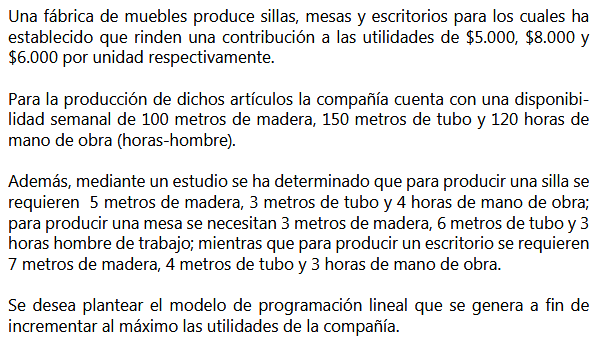 Una fábrica de muebles produce sillas, mesas y escritorios para los cuales ha
establecido que rinden una contribución a las utilidades de $5.000, $8.000 y
$6.000 por unidad respectivamente.
Para la producción de dichos artículos la compañía cuenta con una disponibi-
lidad semanal de 100 metros de madera, 150 metros de tubo y 120 horas de
mano de obra (horas-hombre).
Además, mediante un estudio se ha determinado que para producir una silla se
requieren 5 metros de madera, 3 metros de tubo y 4 horas de mano de obra;
para producir una mesa se necesitan 3 metros de madera, 6 metros de tubo y 3
horas hombre de trabajo; mientras que para producir un escritorio se requieren
7 metros de madera, 4 metros de tubo y 3 horas de mano de obra.
Se desea plantear el modelo de programación lineal que se genera a fin de
incrementar al máximo las utilidades de la compañía.